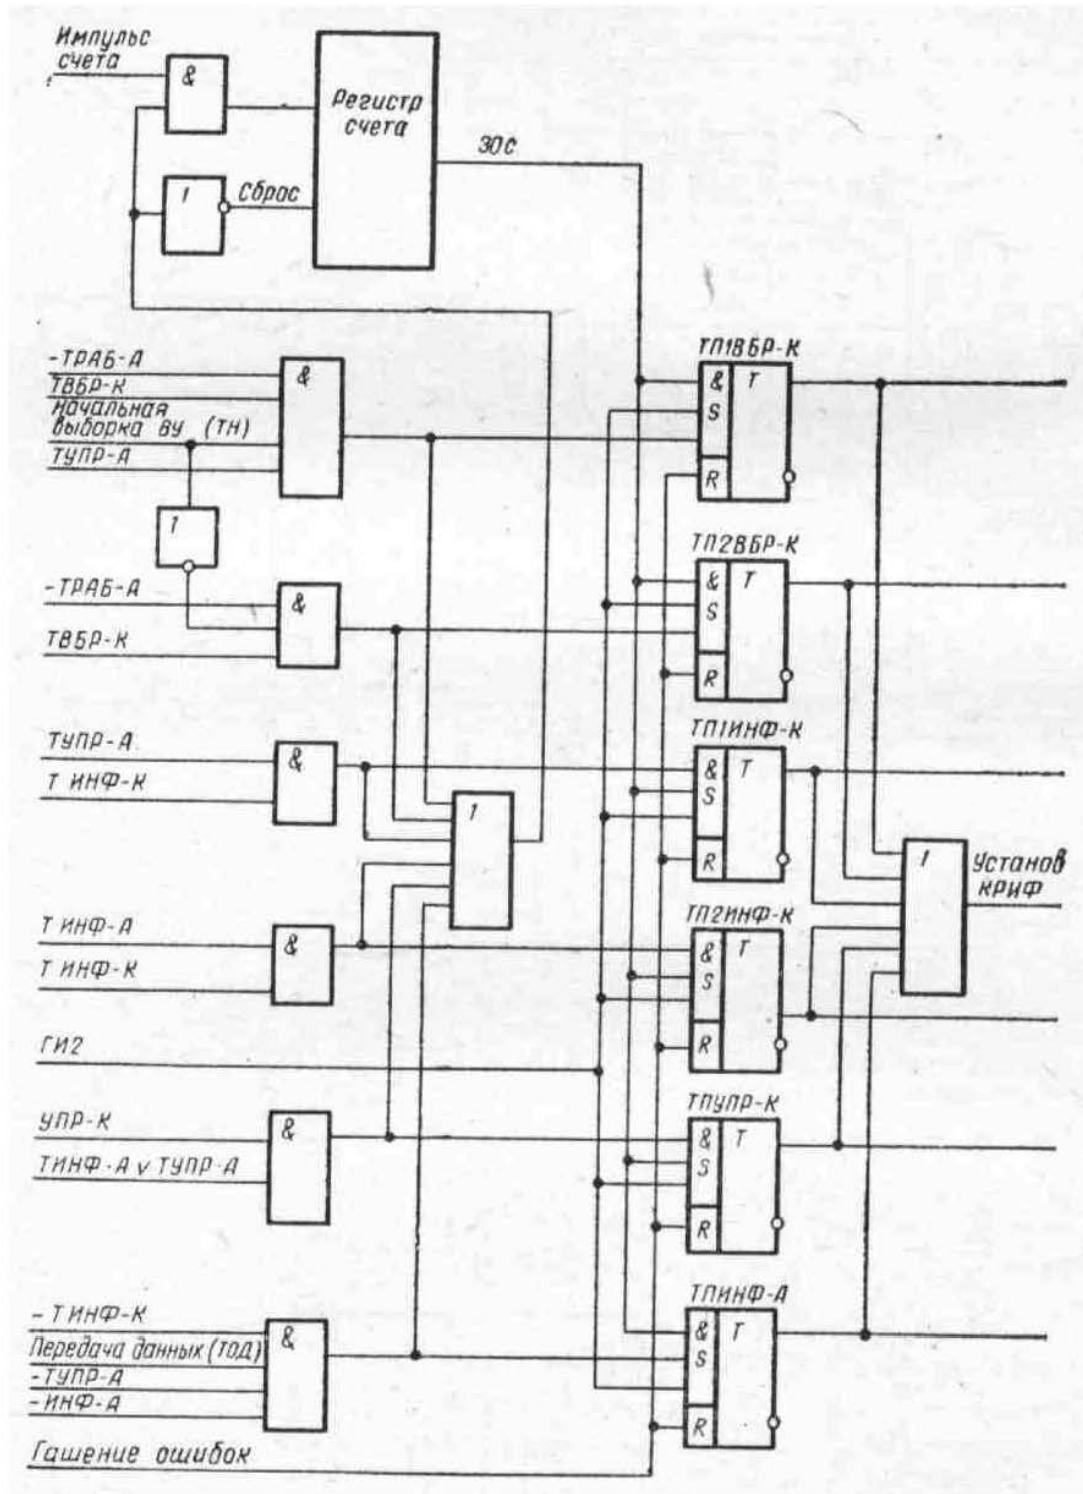 Импульс
счета
&
Регистр
счета
ЗОС
1
Сброс
-ТРАБ-А
ТВБР-К
Начальная
выборка ВУ (ТН)
ТУПР-А
&
1
-ТРАБ-А
ТВБР-К
&
ТУПР-А
Т ИНФ-К
&
1
Т ИНФ-А
Т ИНФ-К
&
ГИ2
УПР-К
ТИНФ-А v ТУПР-А
&
-ТИНФ-К
Передача данных (ТОД)
-ТУПР-А
-ИНФ-А
&
Гашение ошибок
ТП1ВБР-К
& Т
S
R
ТП2ВБР-К
& Т
S
R
ТП1ИНФ-К
& Т
S
R
ТП2ИНФ-К
& Т
S
R
ТПУПР-К
& Т
S
R
ТПИНФ-А
& Т
S
R
1
Установ
КРИФ